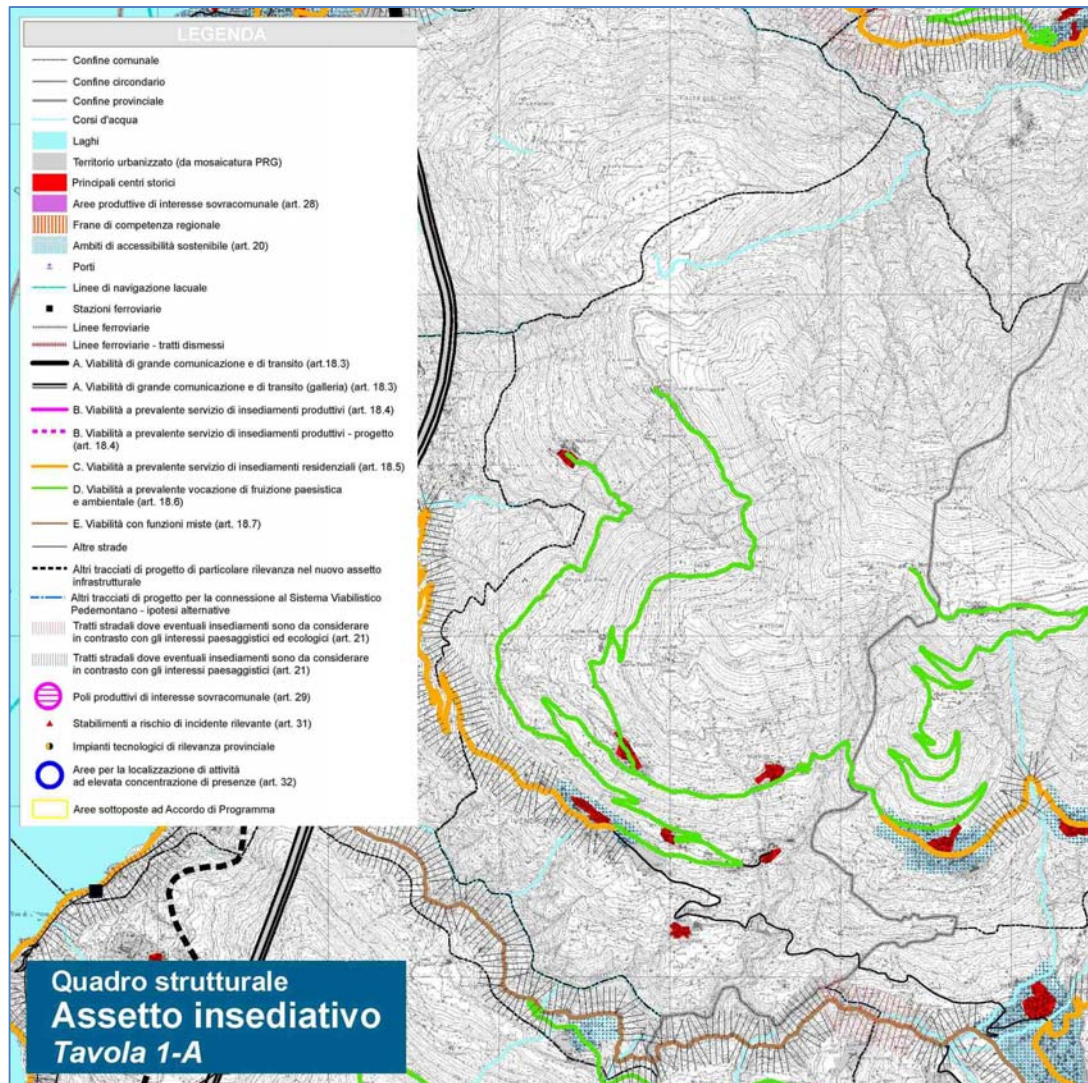 LEGENDA
Confine comunale
Confine circondario
Confine provinciale
Corsi d'acqua
Laghi
Territorio urbanizzato (da mosaicatura PRG)
Principali centri storici
Aree produttive di interesse sovracomunale (art. 28)
Frane di competenza regionale
Ambiti di accessibilità sostenibile (art. 20)
Porti
Linee di navigazione lacuale
Stazioni ferroviarie
Linee ferroviarie
Linee ferroviarie - tratti dismessi
A. Viabilità di grande comunicazione e di transito (art.18.3)
A. Viabilità di grande comunicazione e di transito (galleria) (art. 18.3)
B. Viabilità a prevalente servizio di insediamenti produttivi (art. 18.4)
B. Viabilità a prevalente servizio di insediamenti produttivi - progetto
(art. 18.4)
C. Viabilità a prevalente servizio di insediamenti residenziali (art. 18.5)
D. Viabilità a prevalente vocazione di fruizione paesistica
e ambientale (art. 18.6)
E. Viabilità con funzioni miste (art. 18.7)
Altre strade
Altri tracciati di progetto di particolare rilevanza nel nuovo assetto
infrastrutturale
Altri tracciati di progetto per la connessione al Sistema Viabilistico
Pedemontano - ipotesi alternative
Tratti stradali dove eventuali insediamenti sono da considerare
in contrasto con gli interessi paesaggistici ed ecologici (art. 21)
Tratti stradali dove eventuali insediamenti sono da considerare
in contrasto con gli interessi paesaggistici (art. 21)
Poli produttivi di interesse sovracomunale (art. 29)
Stabilimenti a rischio di incidente rilevante (art. 31)
Impianti tecnologici di rilevanza provinciale
Aree per la localizzazione di attività
ad elevata concentrazione di presenze (art. 32)
Aree sottoposte ad Accordo di Programma
Quadro strutturale
Assetto insediativo
Tavola 1-A